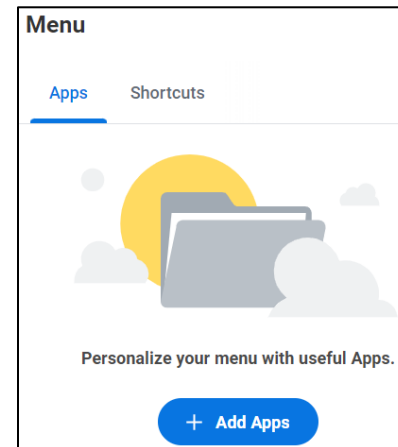 Menu
Apps Shortcuts
Personalize your menu with useful Apps.
+ Add Apps